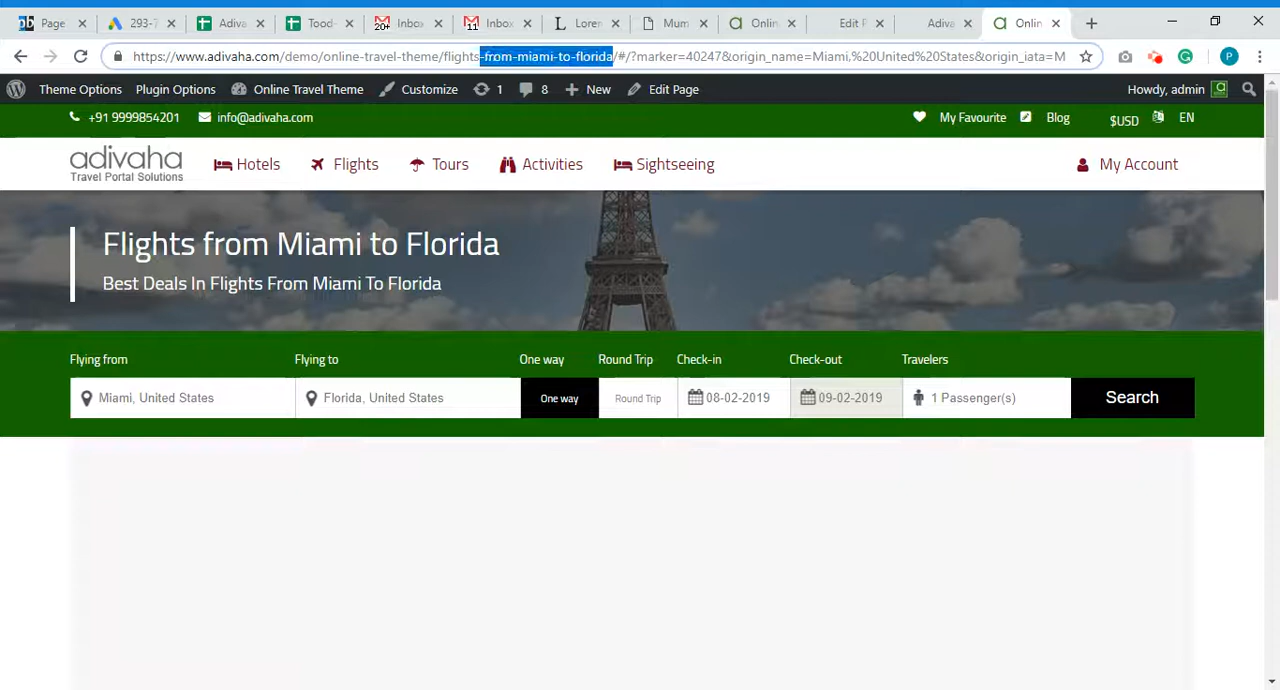 Page
293-7
Adiva
Tood-
Inbox
Inbox
Loren
Mum
Onlin
Edit P
Adiva
Onlin
https://www.adivaha.com/demo/online-travel-theme/flights-from-miami-to-florida/#/?marker=40247&origin_name=Miami,%20United%20States&origin_iata=M
P
Theme Options Plugin Options Online Travel Theme Customize 1 8 New Edit Page Howdy, admin
+91 9999854201 info@adivaha.com My Favourite Blog $USD EN
adivaha
Travel Portal Solutions
Hotels Flights Tours Activities Sightseeing My Account
Flights from Miami to Florida
Best Deals In Flights From Miami To Florida
Flying from Flying to One way Round Trip Check-in Check-out Travelers
Miami, United States Florida, United States One way Round Trip 08-02-2019 09-02-2019 1 Passenger(s) Search